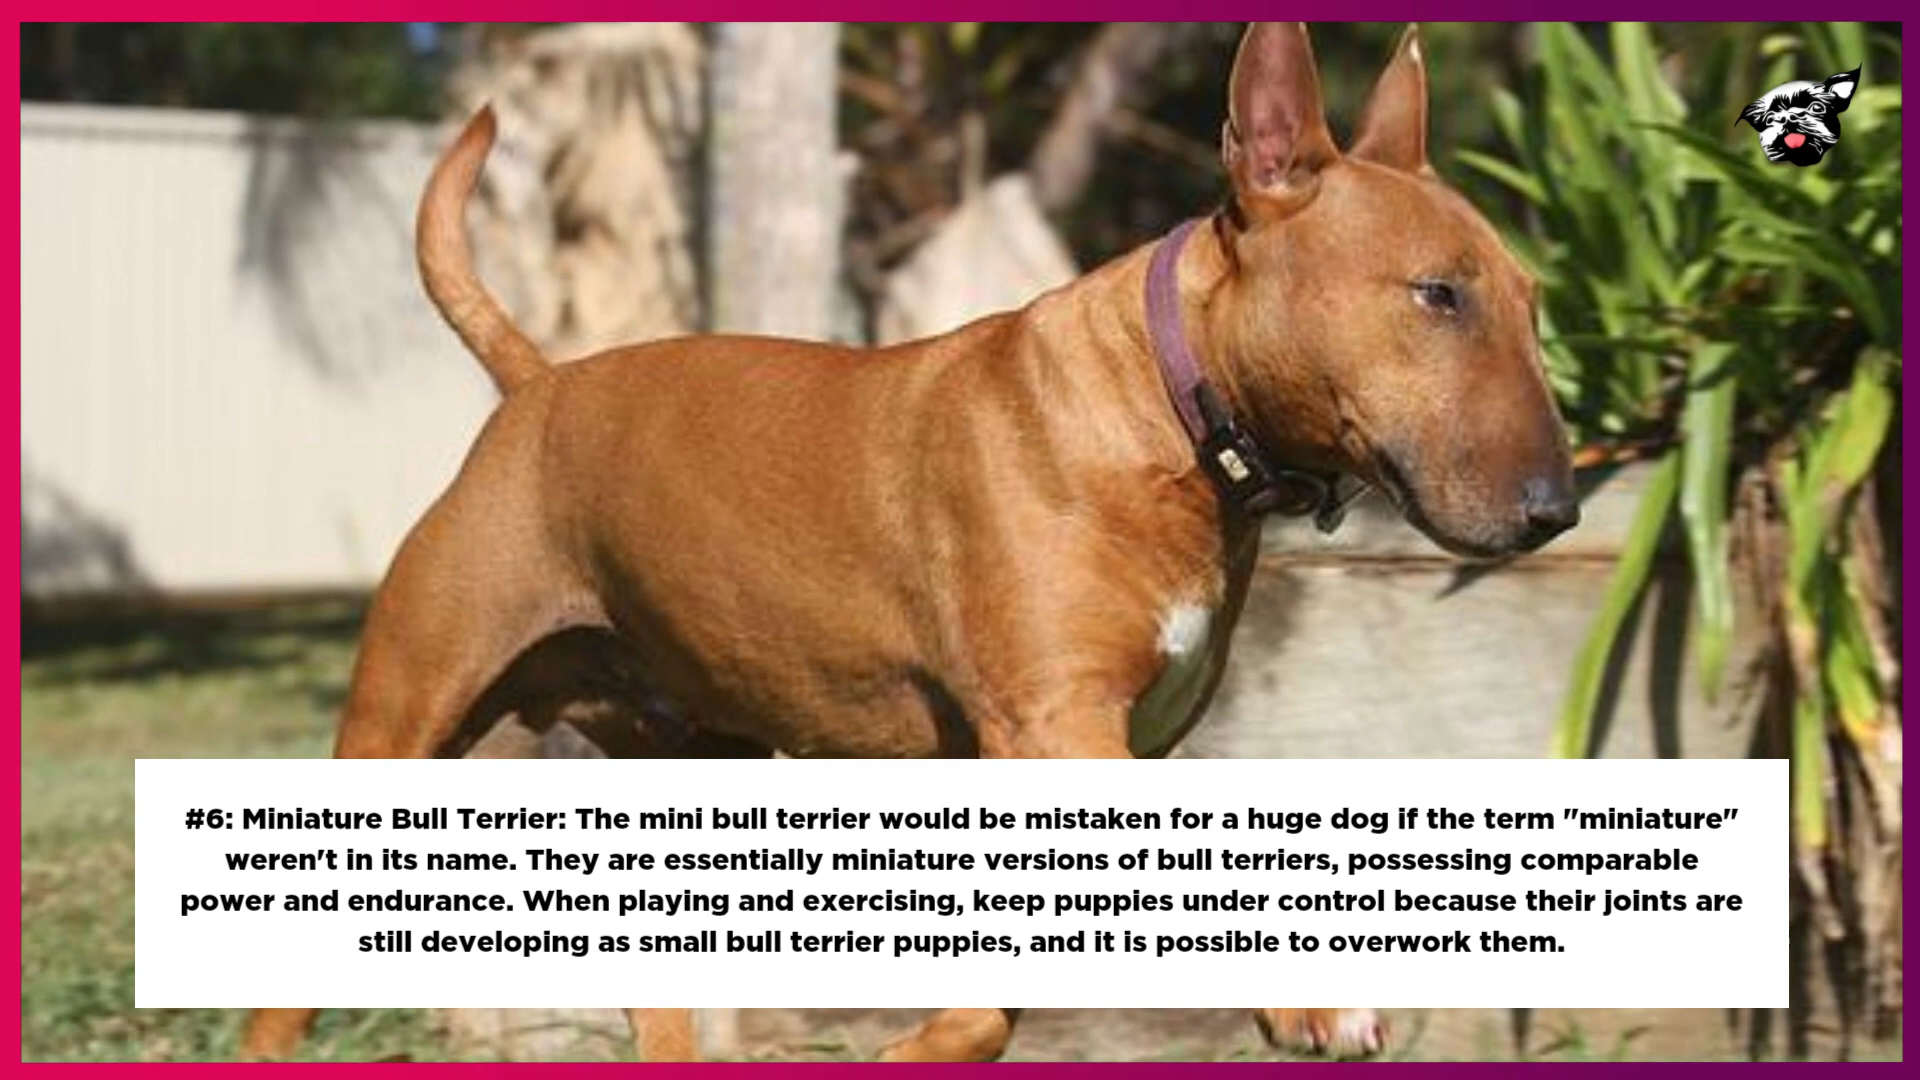 #6: Miniature Bull Terrier: The mini bull terrier would be mistaken for a huge dog if the term "miniature"
weren't in its name. They are essentially miniature versions of bull terriers, possessing comparable
power and endurance. When playing and exercising, keep puppies under control because their joints are
still developing as small bull terrier puppies, and it is possible to overwork them.